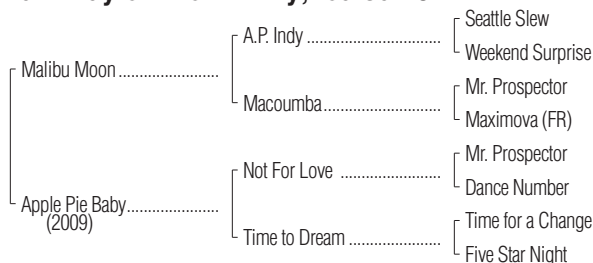 Seattle Slew
A.P. Indy
Weekend Surprise
Malibu Moon
Mr. Prospector
Macoumba
Maximova (FR)
Mr. Prospector
Not For Love
Dance Number
Apple Pie Baby
(2009)
Time for a Change
Time to Dream
Five Star Night